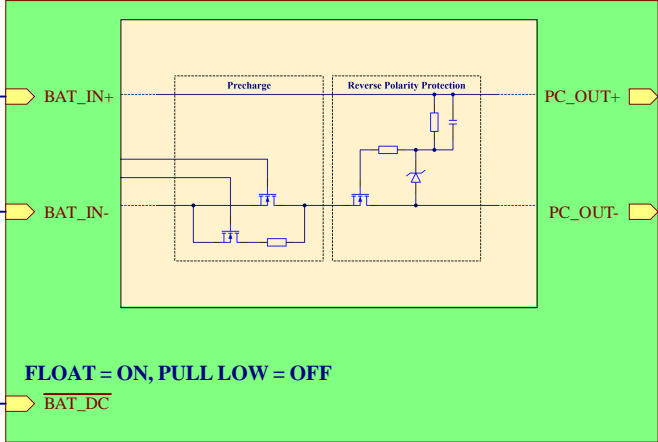 Precharge
Reverse Polarity Protection
BAT_IN+
PC_OUT+
BAT_IN-
PC_OUT-
FLOAT = ON, PULL LOW = OFF
BAT_DC